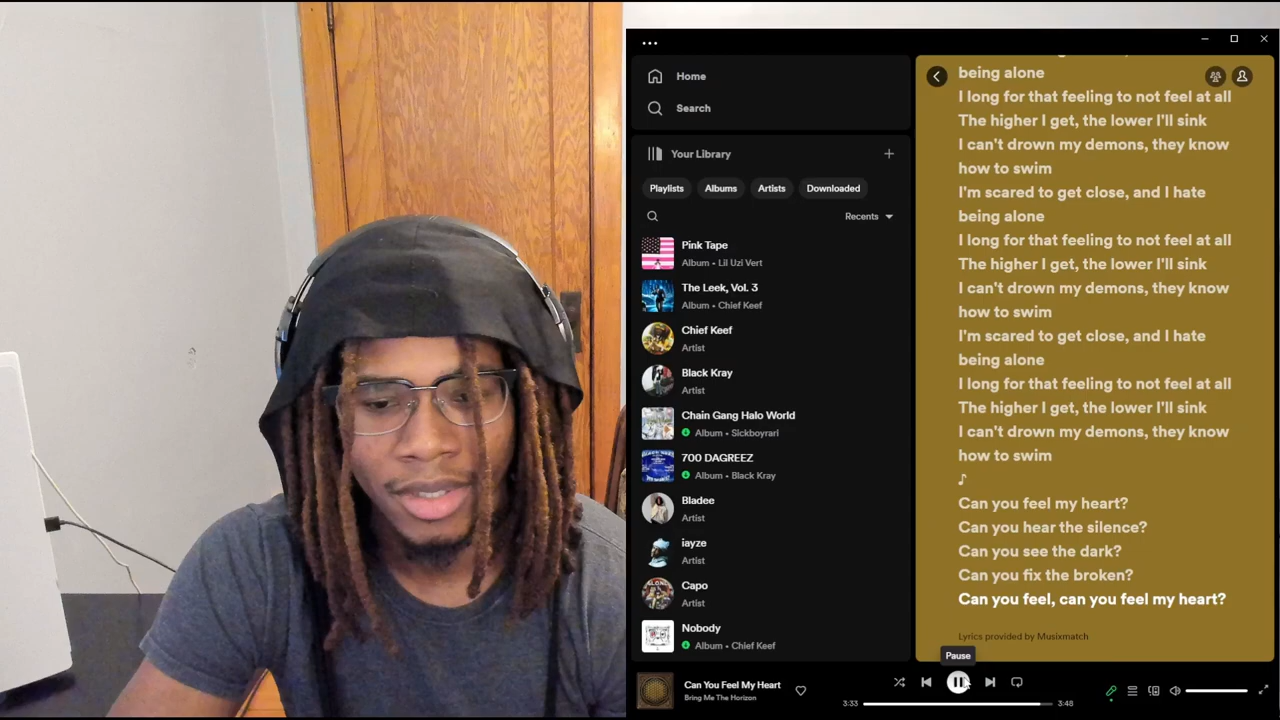 Home
Search
Your Library
Playlists
Albums
Artists
Downloaded
Recents
Pink Tape
Album • Lil Uzi Vert
The Leek, Vol. 3
Album • Chief Keef
Chief Keef
Artist
Black Kray
Artist
Chain Gang Halo World
Album • Sickboyrari
700 DAGREEZ
Album • Black Kray
Bladee
Artist
iayze
Artist
Capo
Artist
Nobody
Album • Chief Keef
being alone
I long for that feeling to not feel at all
The higher I get, the lower I'll sink
I can't drown my demons, they know
how to swim
I'm scared to get close, and I hate
being alone
I long for that feeling to not feel at all
The higher I get, the lower I'll sink
I can't drown my demons, they know
how to swim
I'm scared to get close, and I hate
being alone
I long for that feeling to not feel at all
The higher I get, the lower I'll sink
I can't drown my demons, they know
how to swim
Can you feel my heart?
Can you hear the silence?
Can you see the dark?
Can you fix the broken?
Can you feel, can you feel my heart?
Lyrics provided by Musixmatch
Pause
Can You Feel My Heart
Bring Me The Horizon
3:33
3:48